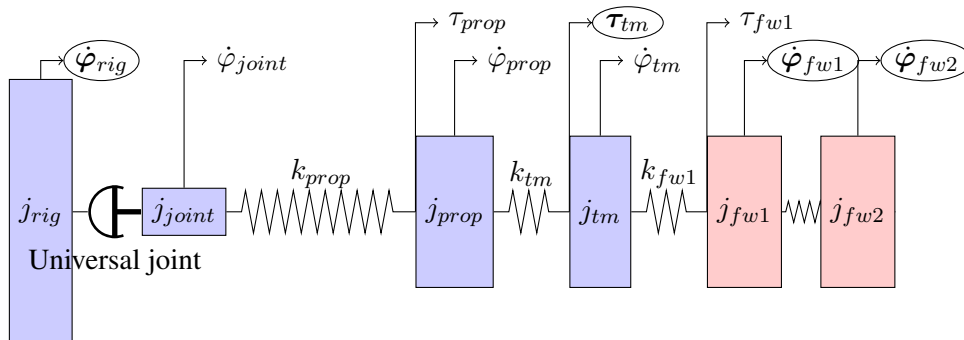 τ_prop τ_tm τ_fw1
φ̇_rig φ̇_joint φ̇_prop φ̇_tm φ̇_fw1 φ̇_fw2
k_prop k_tm k_fw1
j_rig j_joint j_prop j_tm j_fw1 j_fw2
Universal joint